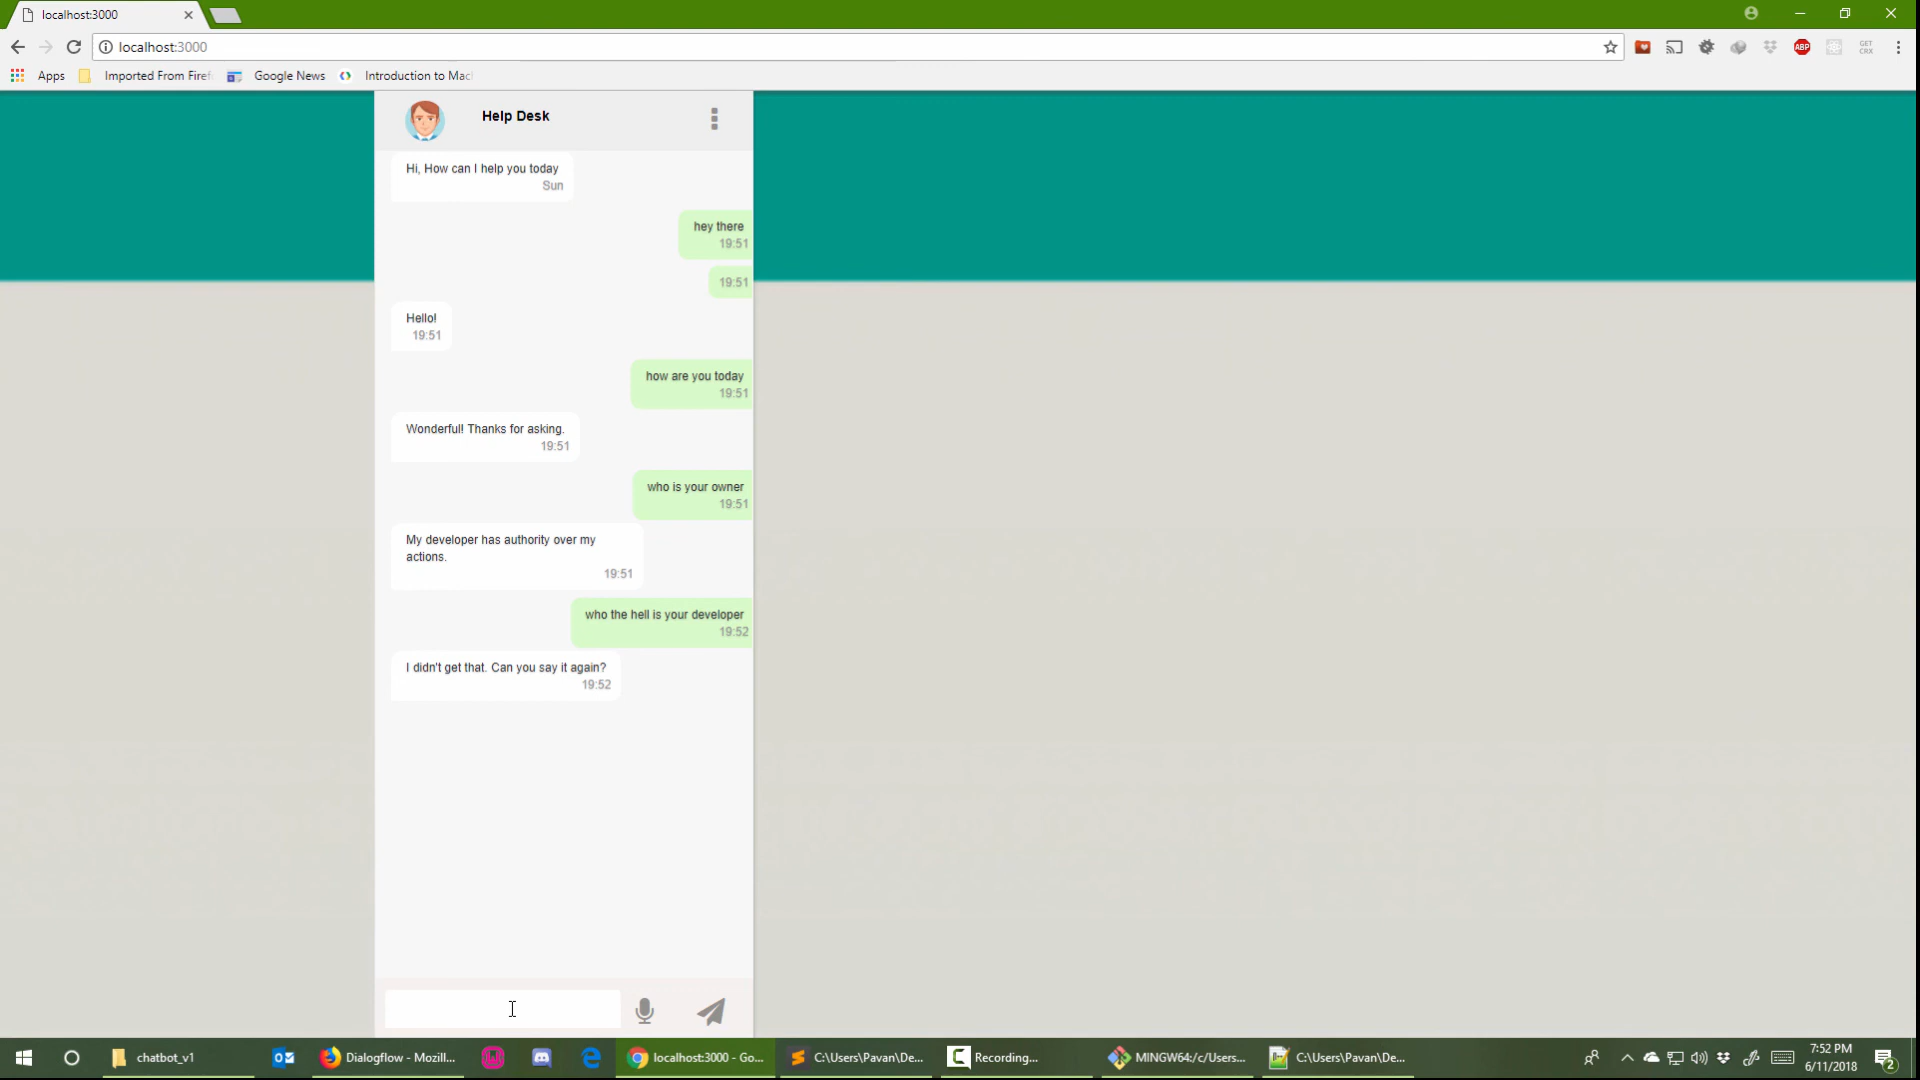 localhost:3000
localhost:3000
ABP
GET
CRX
Apps
Imported From Firef
Google News
Introduction to Mac
Help Desk
Hi, How can I help you today
Sun
hey there
19:51
19:51
Hello!
19:51
how are you today
19:51
Wonderful! Thanks for asking.
19:51
who is your owner
19:51
My developer has authority over my
actions.
19:51
who the hell is your developer
19:52
I didn't get that. Can you say it again?
19:52
chatbot_v1
Dialogflow - Mozill...
localhost:3000 - Go...
C:\Users\Pavan\De...
Recording...
MINGW64:/c/Users...
C:\Users\Pavan\De...
7:52 PM
6/11/2018
2